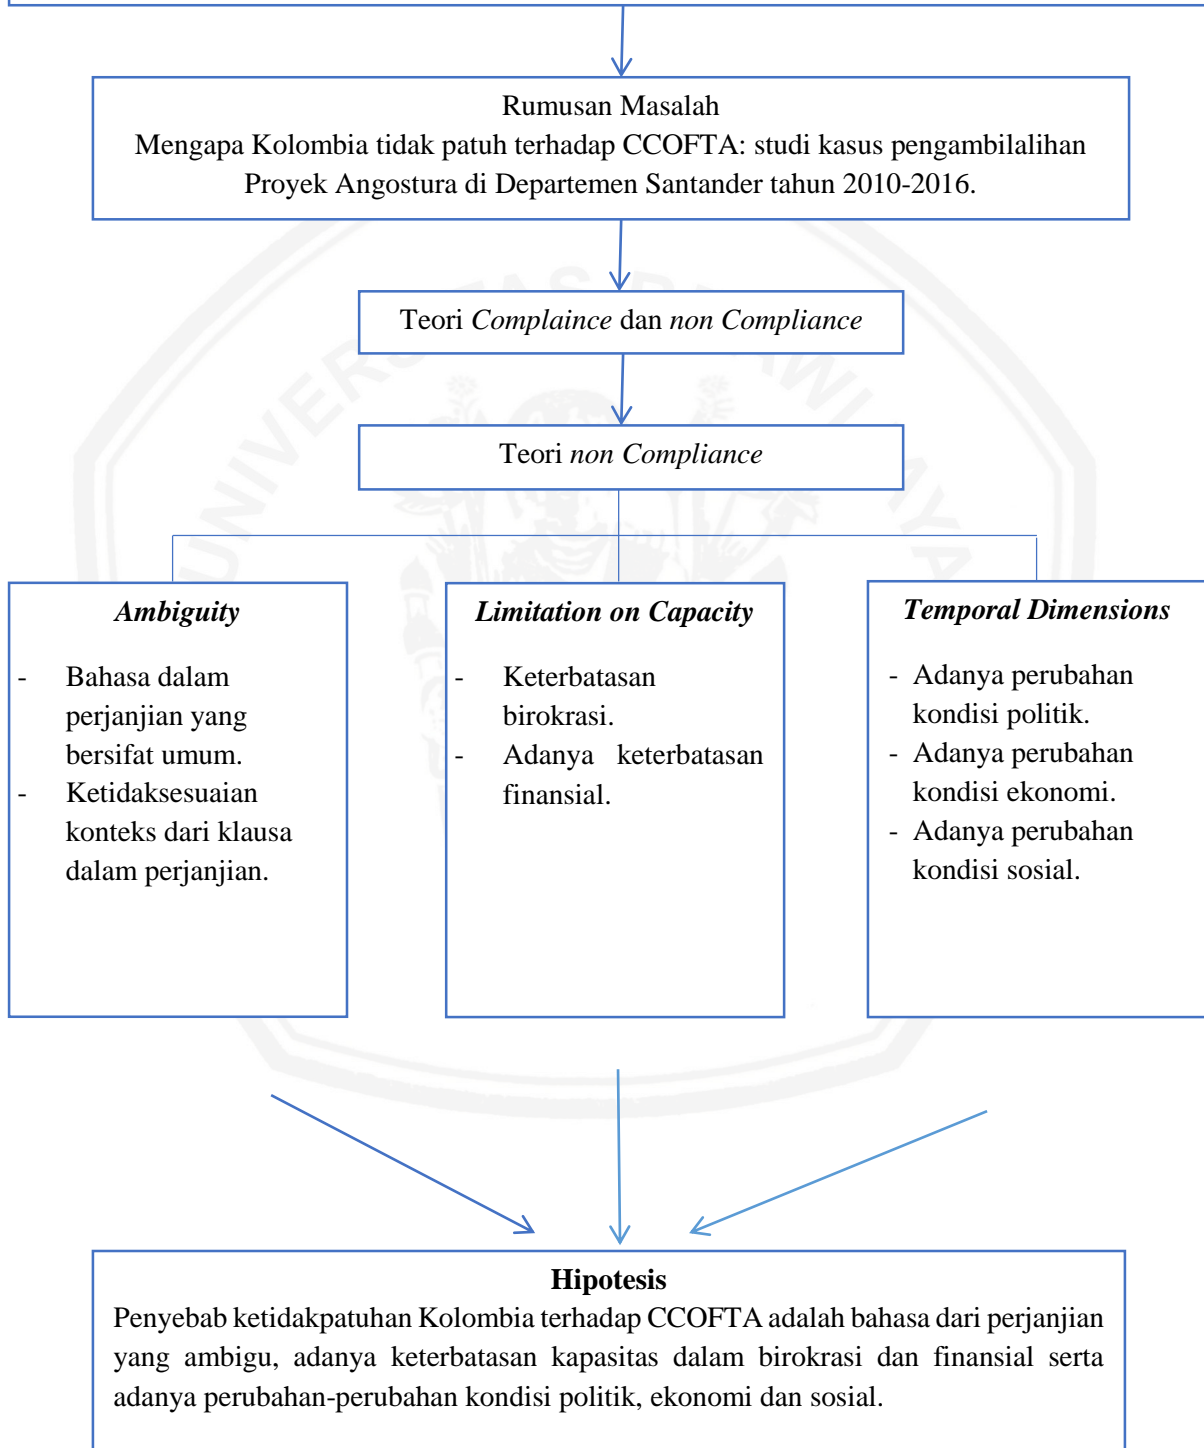 Rumusan Masalah
Mengapa Kolombia tidak patuh terhadap CCOFTA: studi kasus pengambilalihan
Proyek Angostura di Departemen Santander tahun 2010-2016.
Teori Complaince dan non Compliance
Teori non Compliance
Ambiguity
- Bahasa dalam
perjanjian yang
bersifat umum.
- Ketidaksesuaian
konteks dari klausa
dalam perjanjian.
Limitation on Capacity
- Keterbatasan
birokrasi.
- Adanya keterbatasan
finansial.
Temporal Dimensions
- Adanya perubahan
kondisi politik.
- Adanya perubahan
kondisi ekonomi.
- Adanya perubahan
kondisi sosial.
Hipotesis
Penyebab ketidakpatuhan Kolombia terhadap CCOFTA adalah bahasa dari perjanjian
yang ambigu, adanya keterbatasan kapasitas dalam birokrasi dan finansial serta
adanya perubahan-perubahan kondisi politik, ekonomi dan sosial.